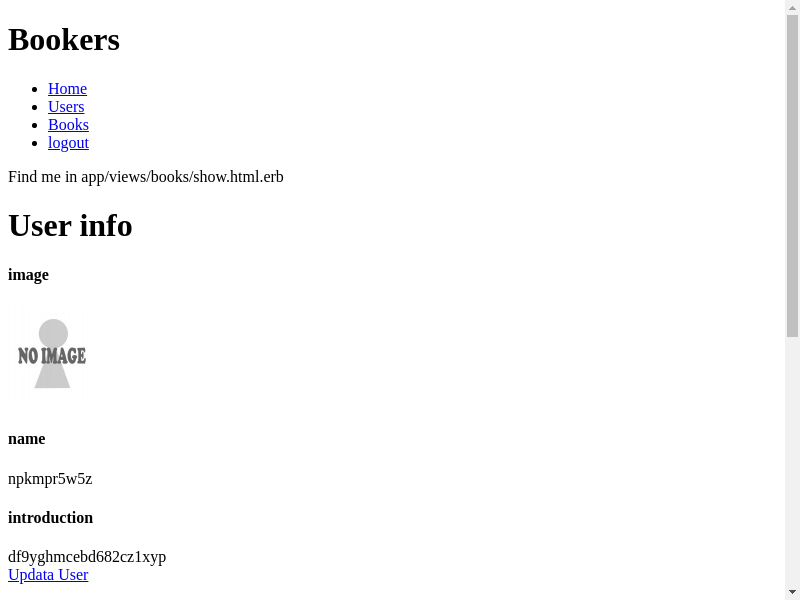 Bookers
Home
Users
Books
logout
Find me in app/views/books/show.html.erb
User info
image
NO IMAGE
name
npkmpr5w5z
introduction
df9yghmcebd682cz1xyp
Updata User